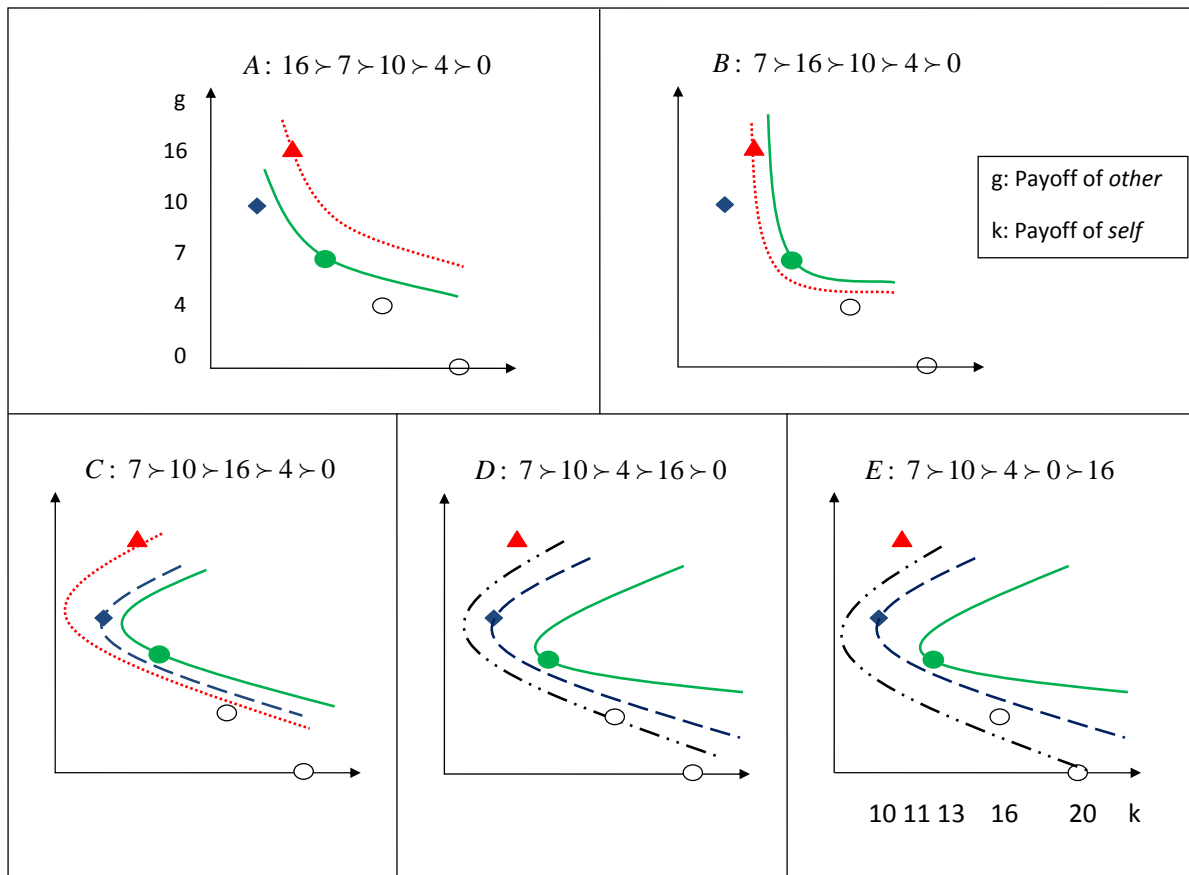 A: 16 ≻ 7 ≻ 10 ≻ 4 ≻ 0
g
16
10
7
4
0
B: 7 ≻ 16 ≻ 10 ≻ 4 ≻ 0
g: Payoff of other
k: Payoff of self
C: 7 ≻ 10 ≻ 16 ≻ 4 ≻ 0
D: 7 ≻ 10 ≻ 4 ≻ 16 ≻ 0
E: 7 ≻ 10 ≻ 4 ≻ 0 ≻ 16
10 11 13 16 20 k